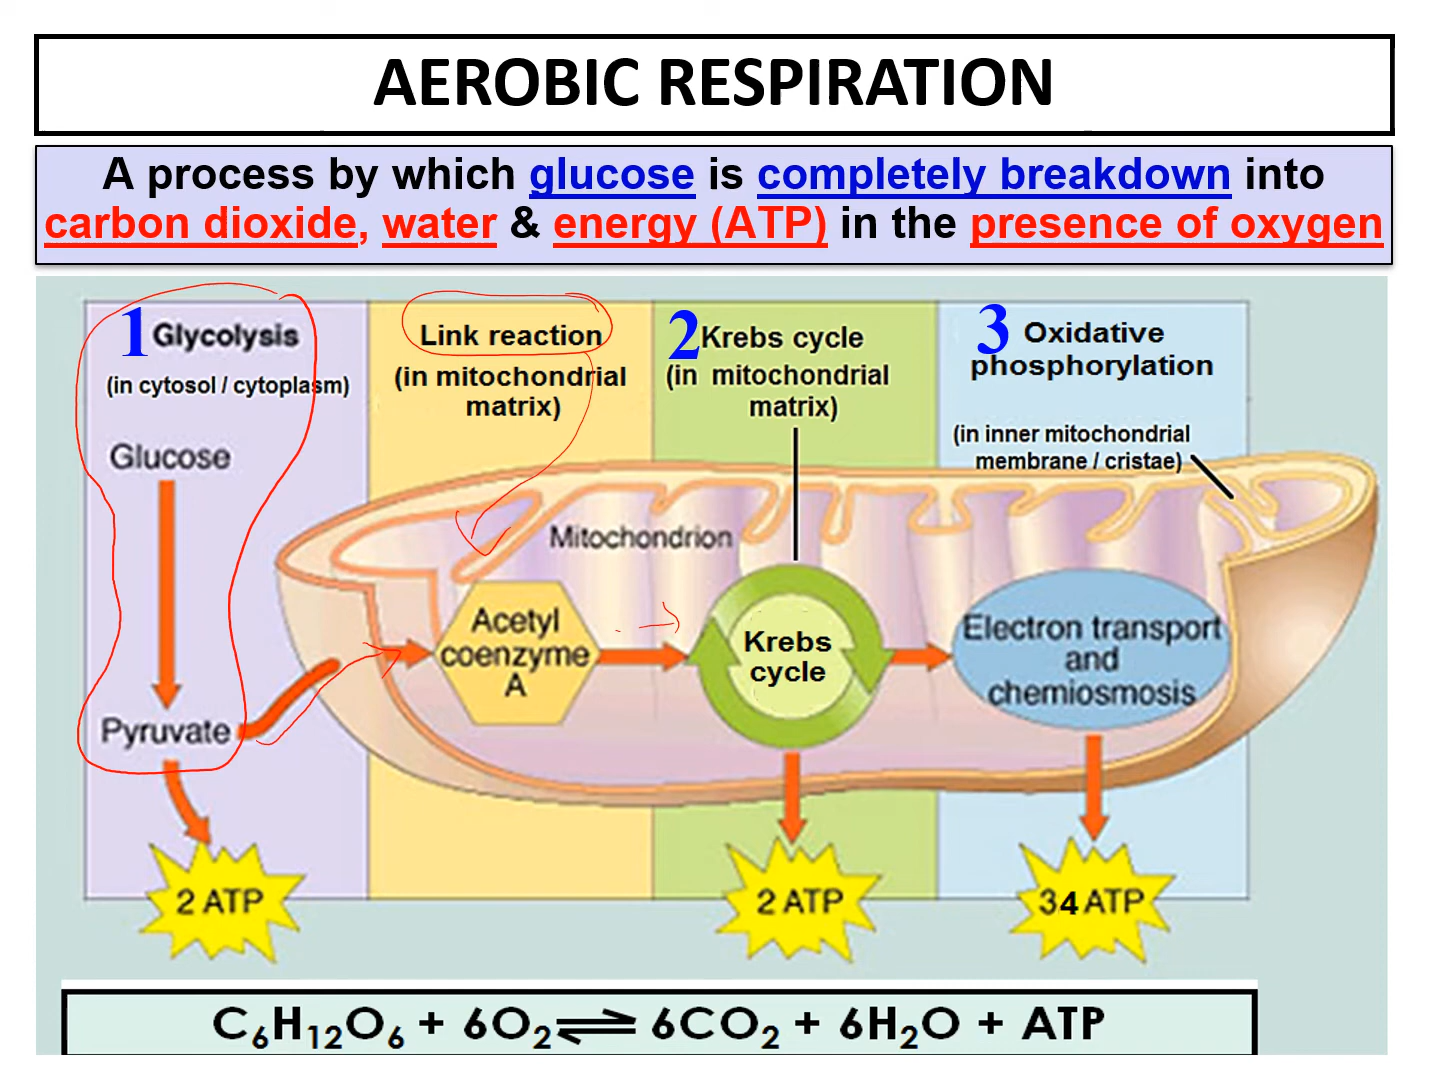 AEROBIC RESPIRATION
A process by which glucose is completely breakdown into
carbon dioxide, water & energy (ATP) in the presence of oxygen
1 Glycolysis
(in cytosol / cytoplasm)
Glucose
Pyruvate
2 ATP
Link reaction
(in mitochondrial
matrix)
Mitochondrion
Acetyl
coenzyme
A
2 Krebs cycle
(in mitochondrial
matrix)
Krebs
cycle
2 ATP
3 Oxidative
phosphorylation
(in inner mitochondrial
membrane / cristae)
Electron transport
and
chemiosmosis
34 ATP
C₆H₁₂O₆ + 6O₂ ⇌ 6CO₂ + 6H₂O + ATP